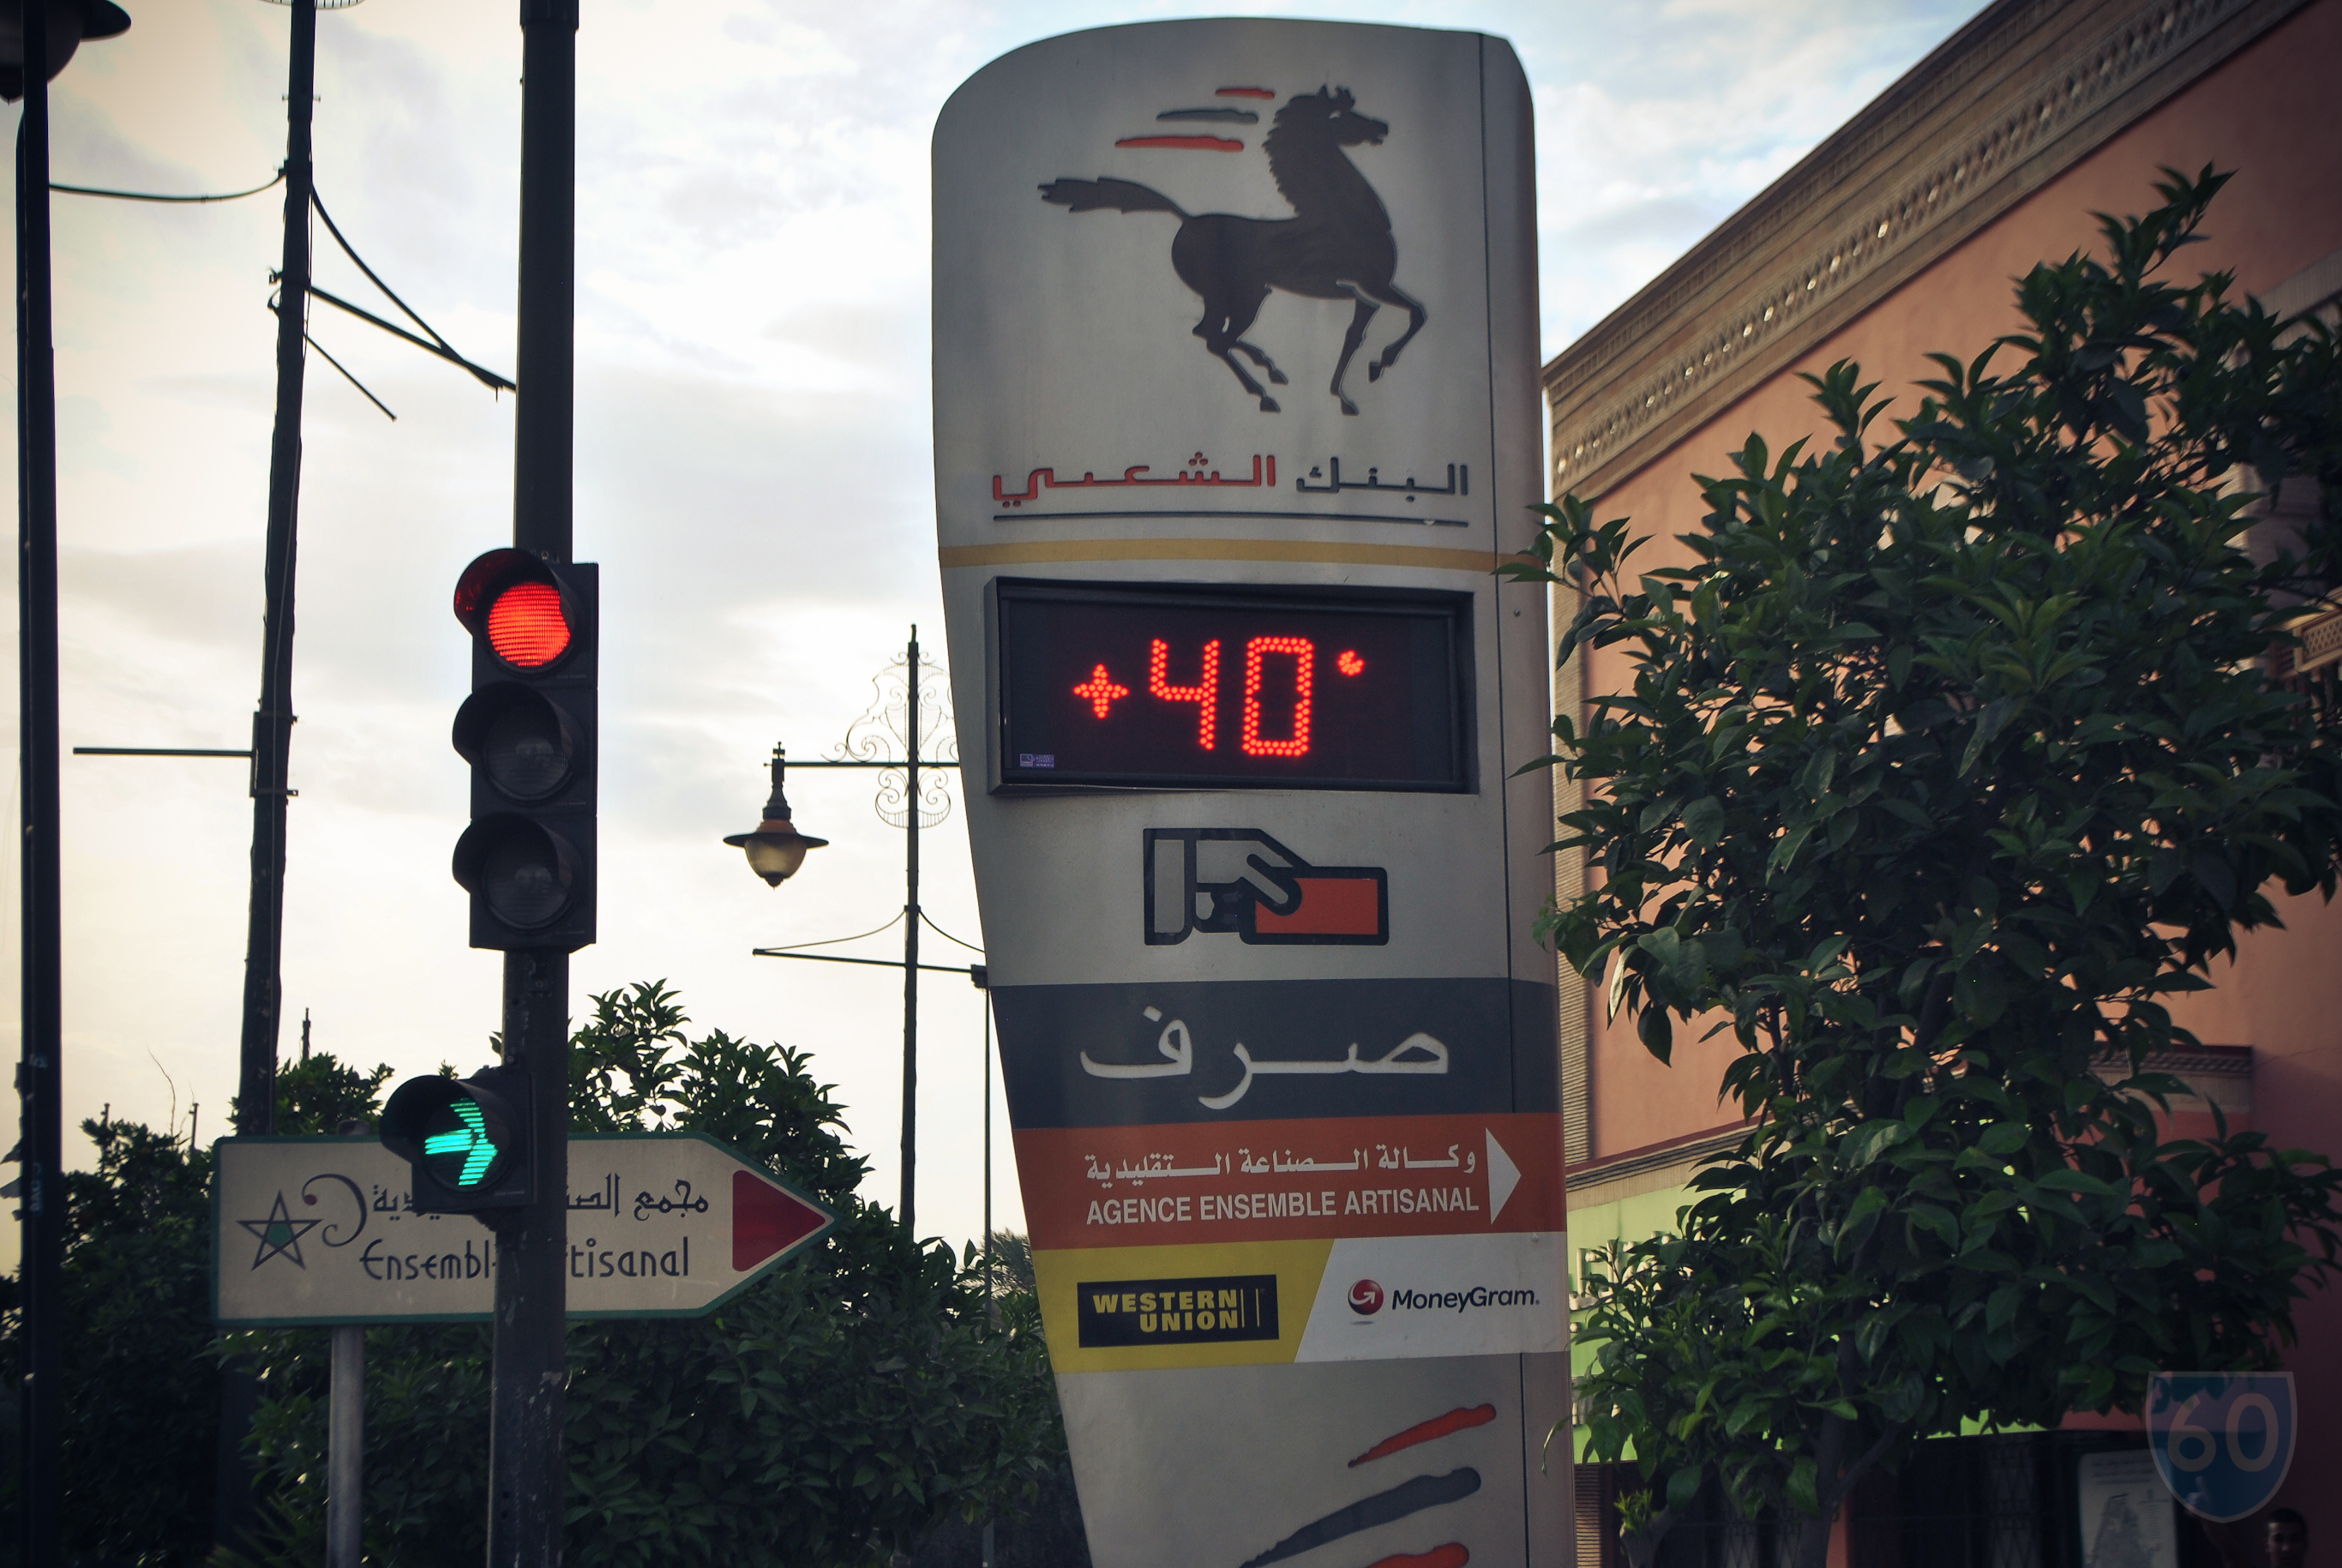 البنك الشعبي
+40°
صرف
وكالة الصناعة التقليدية
AGENCE ENSEMBLE ARTISANAL
WESTERN
UNION
MoneyGram.
مجمع
Ensembl tisanal
60